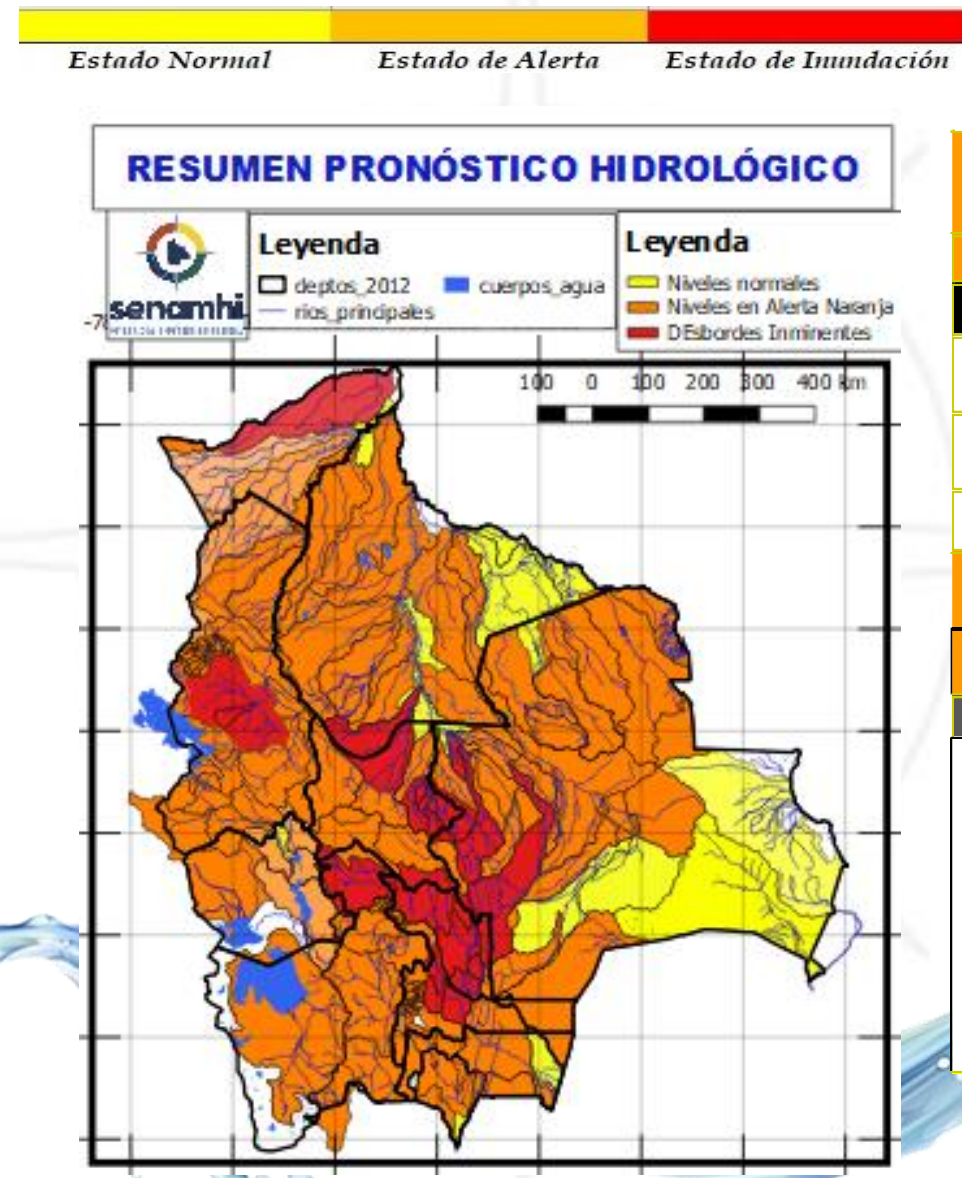 Estado Normal Estado de Alerta Estado de Inundación
RESUMEN PRONÓSTICO HIDROLÓGICO
senamhi
Leyenda
deptos_2012 cuerpos_agua
rios_principales
Leyenda
Niveles normales
Niveles en Alerta Naranja
DEsbordes Inminentes
100 0 100 200 300 400 km